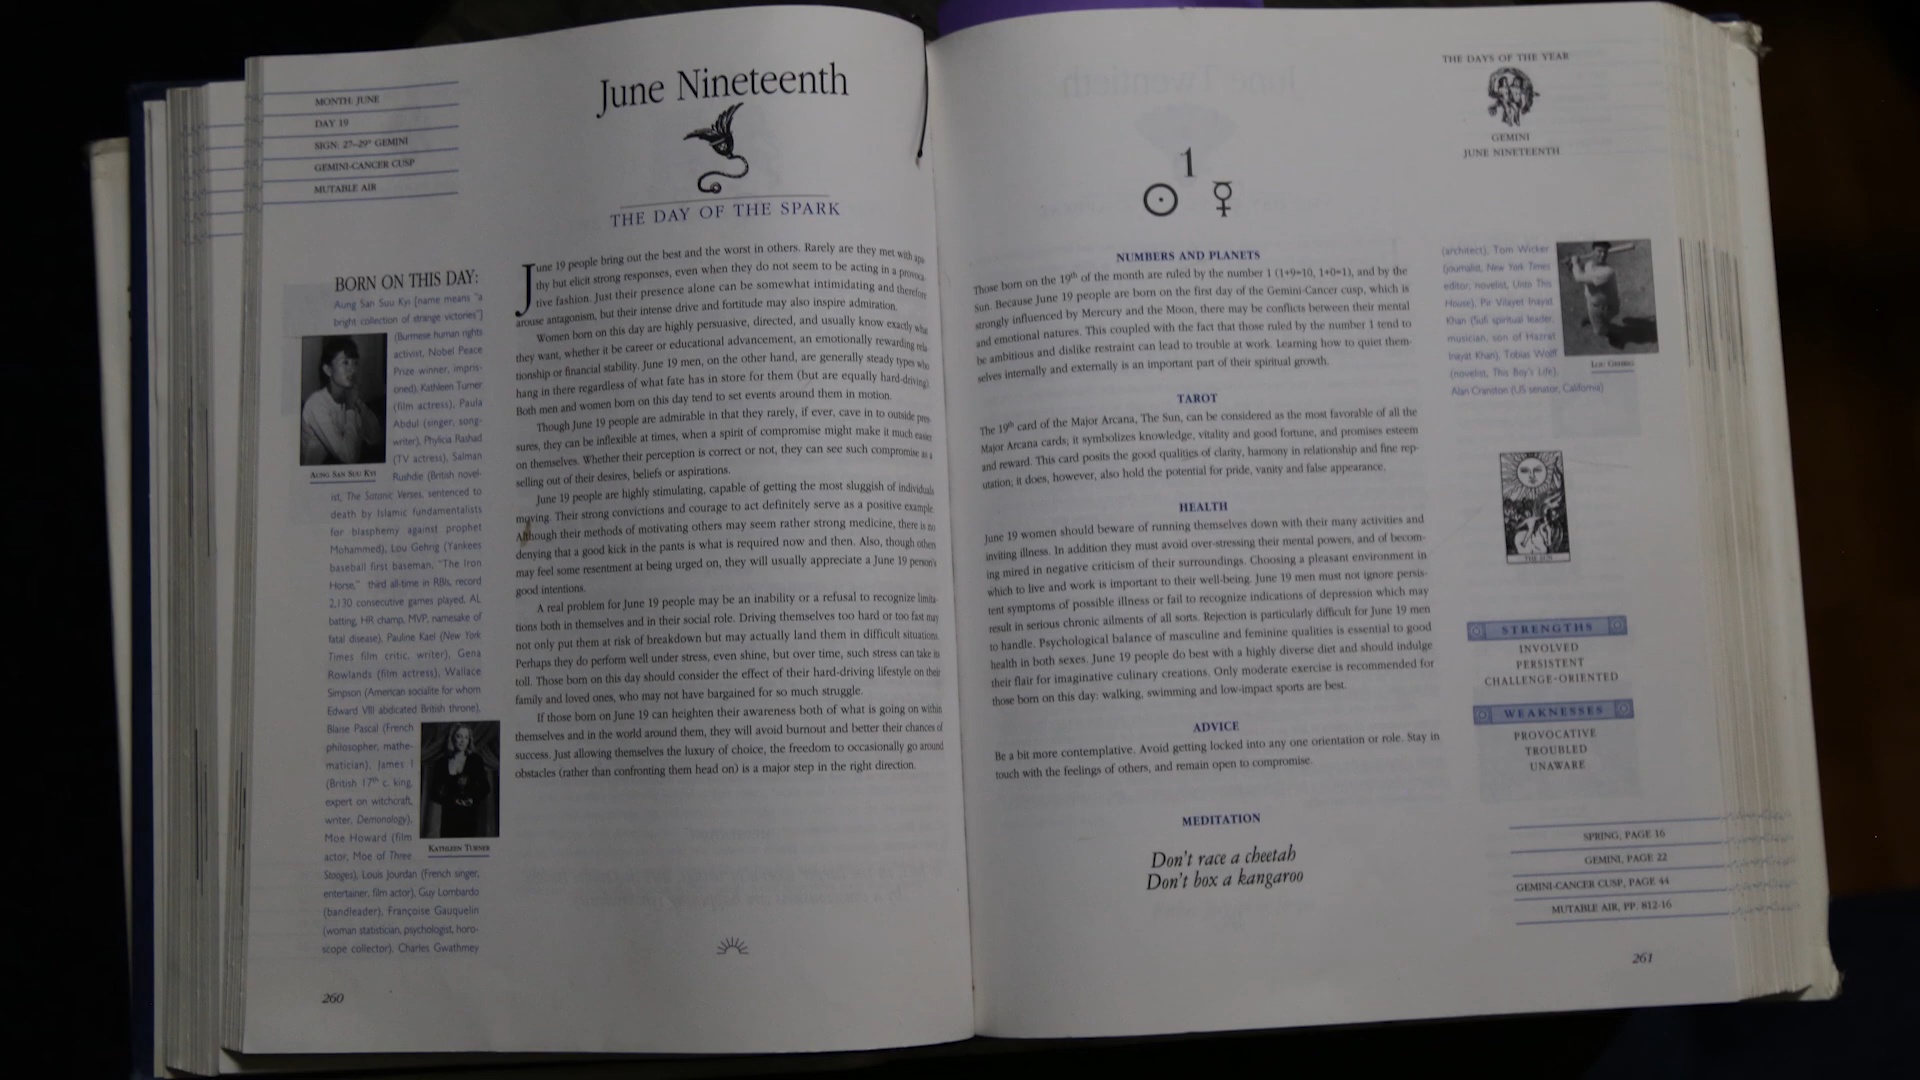 MONTH: JUNE
DAY 19
SIGN: 27–29° GEMINI
GEMINI-CANCER CUSP
MUTABLE AIR
June Nineteenth
THE DAY OF THE SPARK
BORN ON THIS DAY:
Aung San Suu Kyi [name means "a
bright collection of strange victories"]
(Burmese human rights
activist, Nobel Peace
Prize winner, impris-
oned), Kathleen Turner
(film actress), Paula
Abdul (singer, song-
writer), Phylicia Rashad
(TV actress), Salman
Rushdie (British novel-
AUNG SAN SUU KYI
ist, The Satanic Verses, sentenced to
death by Islamic fundamentalists
for blasphemy against prophet
Mohammed), Lou Gehrig (Yankees
baseball first baseman, "The Iron
Horse," third all-time in RBIs, record
2,130 consecutive games played, AL
batting, HR champ, MVP, namesake of
fatal disease), Pauline Kael (New York
Times film critic, writer), Gena
Rowlands (film actress), Wallace
Simpson (American socialite for whom
Edward VIII abdicated British throne),
Blaise Pascal (French
philosopher, mathe-
matician), James I
(British 17th c. king,
expert on witchcraft,
writer, Demonology),
Moe Howard (film
actor, Moe of Three
KATHLEEN TURNER
Stooges), Louis Jourdan (French singer,
entertainer, film actor), Guy Lombardo
(bandleader), Françoise Gauquelin
(woman statistician, psychologist, horo-
scope collector), Charles Gwathmey
June 19 people bring out the best and the worst in others. Rarely are they met with apa-
thy but elicit strong responses, even when they do not seem to be acting in a provoca-
tive fashion. Just their presence alone can be somewhat intimidating and therefore
arouse antagonism, but their intense drive and fortitude may also inspire admiration.
Women born on this day are highly persuasive, directed, and usually know exactly what
they want, whether it be career or educational advancement, an emotionally rewarding rela-
tionship or financial stability. June 19 men, on the other hand, are generally steady types who
hang in there regardless of what fate has in store for them (but are equally hard-driving).
Both men and women born on this day tend to set events around them in motion.
Though June 19 people are admirable in that they rarely, if ever, cave in to outside pres-
sures, they can be inflexible at times, when a spirit of compromise might make it much easier
on themselves. Whether their perception is correct or not, they can see such compromise as a
selling out of their desires, beliefs or aspirations.
June 19 people are highly stimulating, capable of getting the most sluggish of individuals
moving. Their strong convictions and courage to act definitely serve as a positive example.
Although their methods of motivating others may seem rather strong medicine, there is no
denying that a good kick in the pants is what is required now and then. Also, though others
may feel some resentment at being urged on, they will usually appreciate a June 19 person's
good intentions.
A real problem for June 19 people may be an inability or a refusal to recognize limita-
tions both in themselves and in their social role. Driving themselves too hard or too fast may
not only put them at risk of breakdown but may actually land them in difficult situations.
Perhaps they do perform well under stress, even shine, but over time, such stress can take its
toll. Those born on this day should consider the effect of their hard-driving lifestyle on their
family and loved ones, who may not have bargained for so much struggle.
If those born on June 19 can heighten their awareness both of what is going on within
themselves and in the world around them, they will avoid burnout and better their chances of
success. Just allowing themselves the luxury of choice, the freedom to occasionally go around
obstacles (rather than confronting them head on) is a major step in the right direction.
260
THE DAYS OF THE YEAR
GEMINI
JUNE NINETEENTH
1
☉ ☿
NUMBERS AND PLANETS
Those born on the 19th of the month are ruled by the number 1 (1+9=10, 1+0=1), and by the
Sun. Because June 19 people are born on the first day of the Gemini-Cancer cusp, which is
strongly influenced by Mercury and the Moon, there may be conflicts between their mental
and emotional natures. This coupled with the fact that those ruled by the number 1 tend to
be ambitious and dislike restraint can lead to trouble at work. Learning how to quiet them-
selves internally and externally is an important part of their spiritual growth.
TAROT
The 19th card of the Major Arcana, The Sun, can be considered as the most favorable of all the
Major Arcana cards; it symbolizes knowledge, vitality and good fortune, and promises esteem
and reward. This card posits the good qualities of clarity, harmony in relationship and fine rep-
utation; it does, however, also hold the potential for pride, vanity and false appearance.
HEALTH
June 19 women should beware of running themselves down with their many activities and
inviting illness. In addition they must avoid over-stressing their mental powers, and of becom-
ing mired in negative criticism of their surroundings. Choosing a pleasant environment in
which to live and work is important to their well-being. June 19 men must not ignore persis-
tent symptoms of possible illness or fail to recognize indications of depression which may
result in serious chronic ailments of all sorts. Rejection is particularly difficult for June 19 men
to handle. Psychological balance of masculine and feminine qualities is essential to good
health in both sexes. June 19 people do best with a highly diverse diet and should indulge
their flair for imaginative culinary creations. Only moderate exercise is recommended for
those born on this day: walking, swimming and low-impact sports are best.
ADVICE
Be a bit more contemplative. Avoid getting locked into any one orientation or role. Stay in
touch with the feelings of others, and remain open to compromise.
MEDITATION
Don't race a cheetah
Don't box a kangaroo
(architect), Tom Wicker
(journalist, New York Times
editor, novelist, Unto This
House), Pir Vilayet Inayat
Khan (Sufi spiritual leader,
musician, son of Hazrat
Inayat Khan), Tobias Wolff
(novelist, This Boy's Life),
Alan Cranston (US senator, California)
LOU GEHRIG
THE SUN
STRENGTHS
INVOLVED
PERSISTENT
CHALLENGE-ORIENTED
WEAKNESSES
PROVOCATIVE
TROUBLED
UNAWARE
SPRING, PAGE 16
GEMINI, PAGE 22
GEMINI-CANCER CUSP, PAGE 44
MUTABLE AIR, PP. 812-16
261